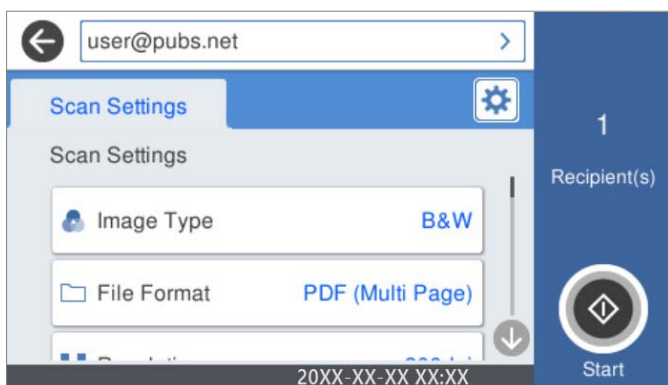 user@pubs.net
Scan Settings
1
Recipient(s)
Scan Settings
Image Type B&W
File Format PDF (Multi Page)
20XX-XX-XX XX:XX
Start